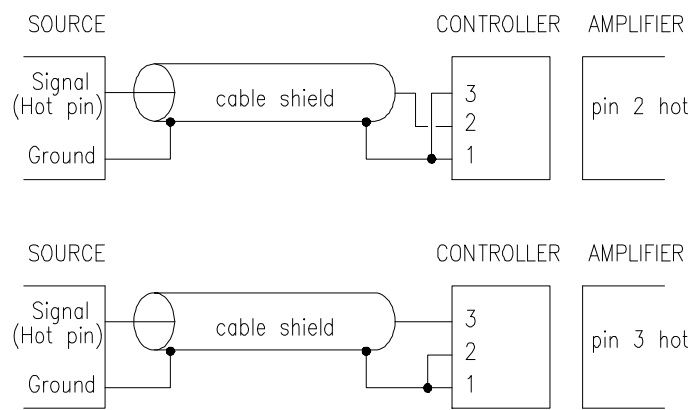 SOURCE CONTROLLER AMPLIFIER
Signal
(Hot pin)
cable shield
3
2
1
pin 2 hot
Ground
SOURCE CONTROLLER AMPLIFIER
Signal
(Hot pin)
cable shield
3
2
1
pin 3 hot
Ground